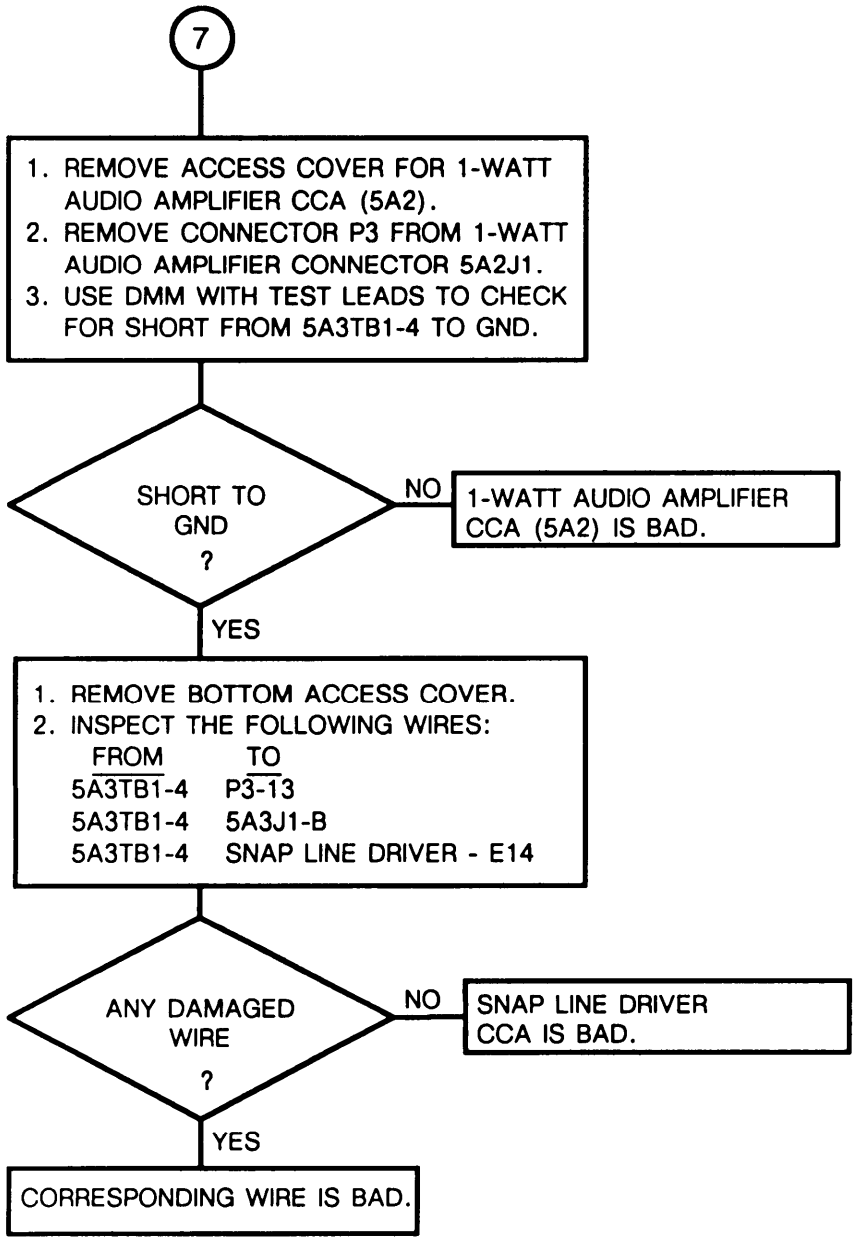 7
1. REMOVE ACCESS COVER FOR 1-WATT
AUDIO AMPLIFIER CCA (5A2).
2. REMOVE CONNECTOR P3 FROM 1-WATT
AUDIO AMPLIFIER CONNECTOR 5A2J1.
3. USE DMM WITH TEST LEADS TO CHECK
FOR SHORT FROM 5A3TB1-4 TO GND.
SHORT TO
GND
?
NO
1-WATT AUDIO AMPLIFIER
CCA (5A2) IS BAD.
YES
1. REMOVE BOTTOM ACCESS COVER.
2. INSPECT THE FOLLOWING WIRES:
FROM TO
5A3TB1-4 P3-13
5A3TB1-4 5A3J1-B
5A3TB1-4 SNAP LINE DRIVER - E14
ANY DAMAGED
WIRE
?
NO
SNAP LINE DRIVER
CCA IS BAD.
YES
CORRESPONDING WIRE IS BAD.